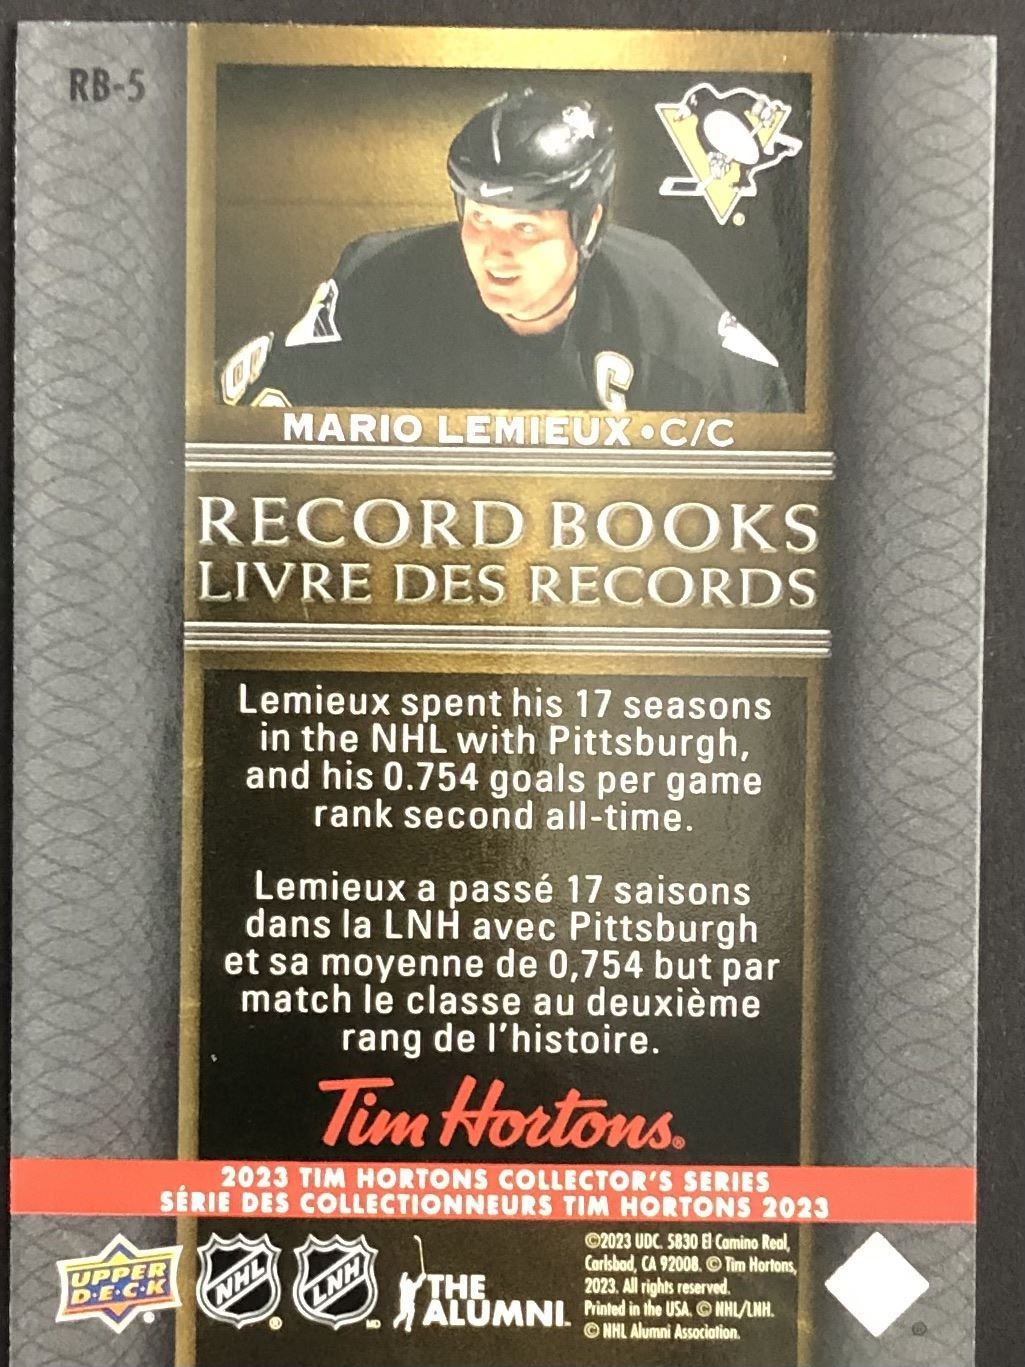 RB-5
C
MARIO LEMIEUX • C/C
RECORD BOOKS
LIVRE DES RECORDS
Lemieux spent his 17 seasons
in the NHL with Pittsburgh,
and his 0.754 goals per game
rank second all-time.
Lemieux a passé 17 saisons
dans la LNH avec Pittsburgh
et sa moyenne de 0,754 but par
match le classe au deuxième
rang de l'histoire.
Tim Hortons®
2023 TIM HORTONS COLLECTOR'S SERIES
SÉRIE DES COLLECTIONNEURS TIM HORTONS 2023
UPPER
D•E•C•K
®
NHL
®
LNH
MD
THE
ALUMNI
©2023 UDC. 5830 El Camino Real,
Carlsbad, CA 92008. © Tim Hortons,
2023. All rights reserved.
Printed in the USA. © NHL/LNH.
© NHL Alumni Association.
®